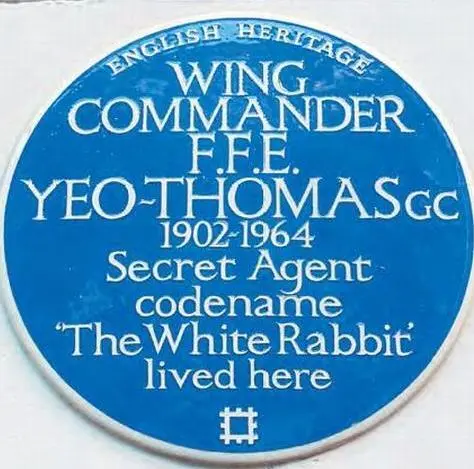 ENGLISH HERITAGE
WING
COMMANDER
F.F.E.
YEO-THOMAS GC
1902-1964
Secret Agent
codename
'The White Rabbit'
lived here